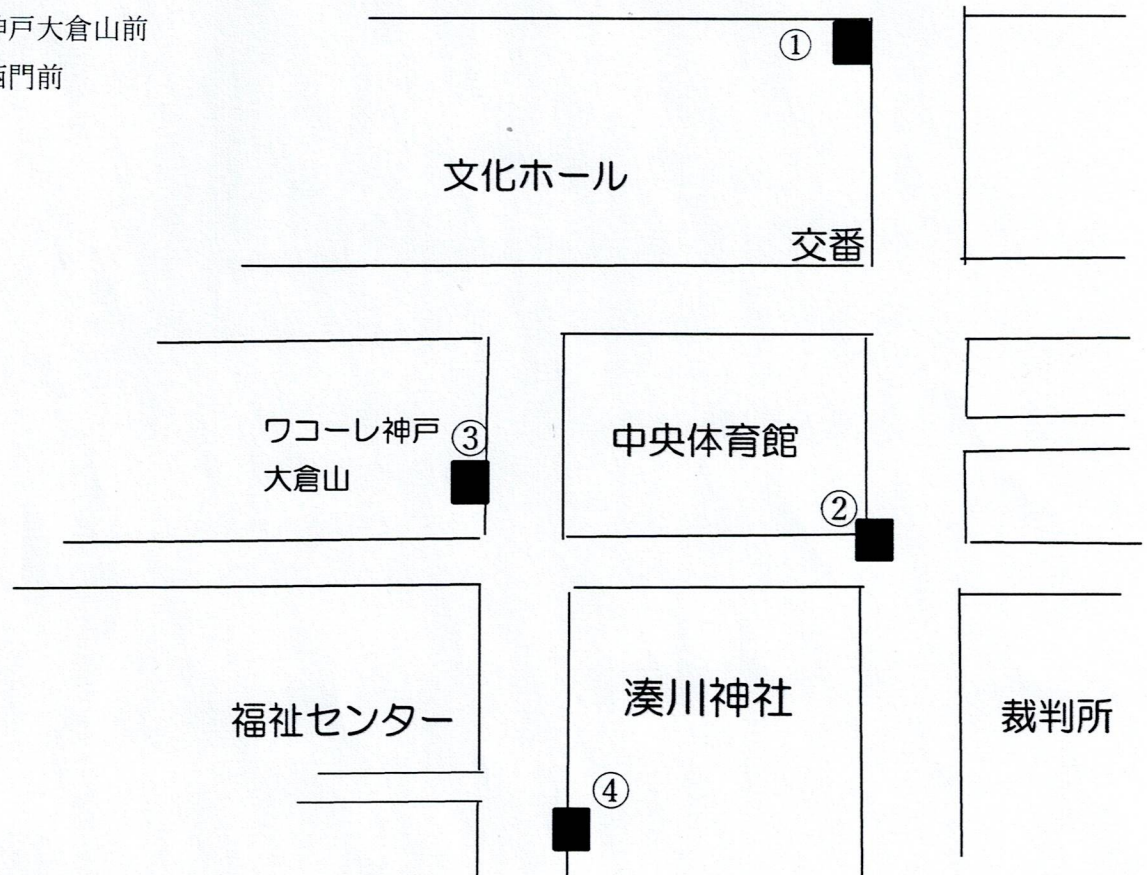 神戸大倉山前
西門前
①
文化ホール
交番
ワコーレ神戸
大倉山
③
中央体育館
②
福祉センター
湊川神社
裁判所
④